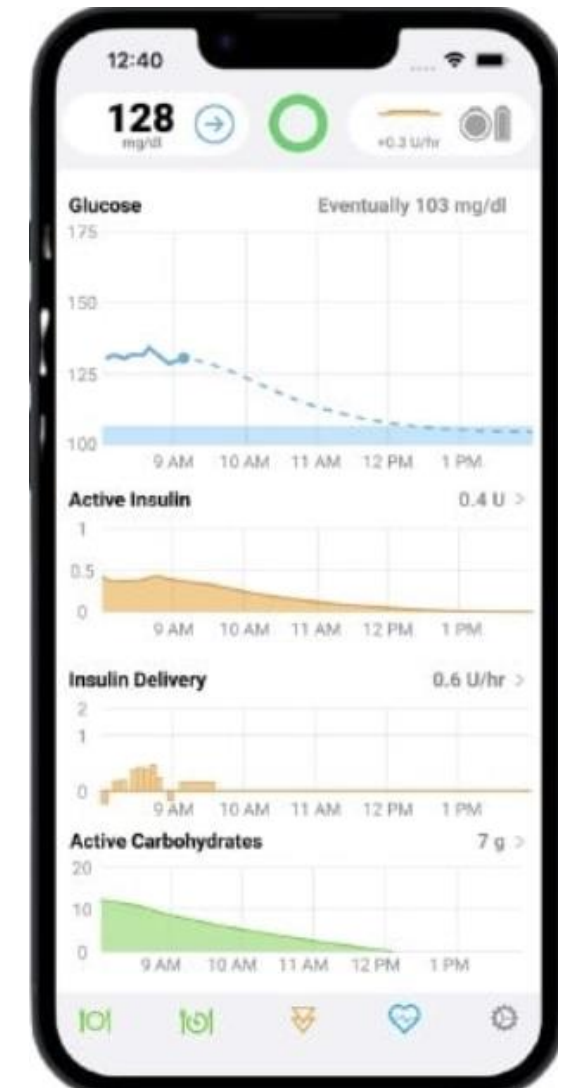 12:40
128
mg/dl
+0.3 U/hr
Glucose Eventually 103 mg/dl
175
150
125
100
9 AM 10 AM 11 AM 12 PM 1 PM
Active Insulin 0.4 U >
1
0.5
0
9 AM 10 AM 11 AM 12 PM 1 PM
Insulin Delivery 0.6 U/hr >
2
1
0
9 AM 10 AM 11 AM 12 PM 1 PM
Active Carbohydrates 7 g >
20
10
0
9 AM 10 AM 11 AM 12 PM 1 PM